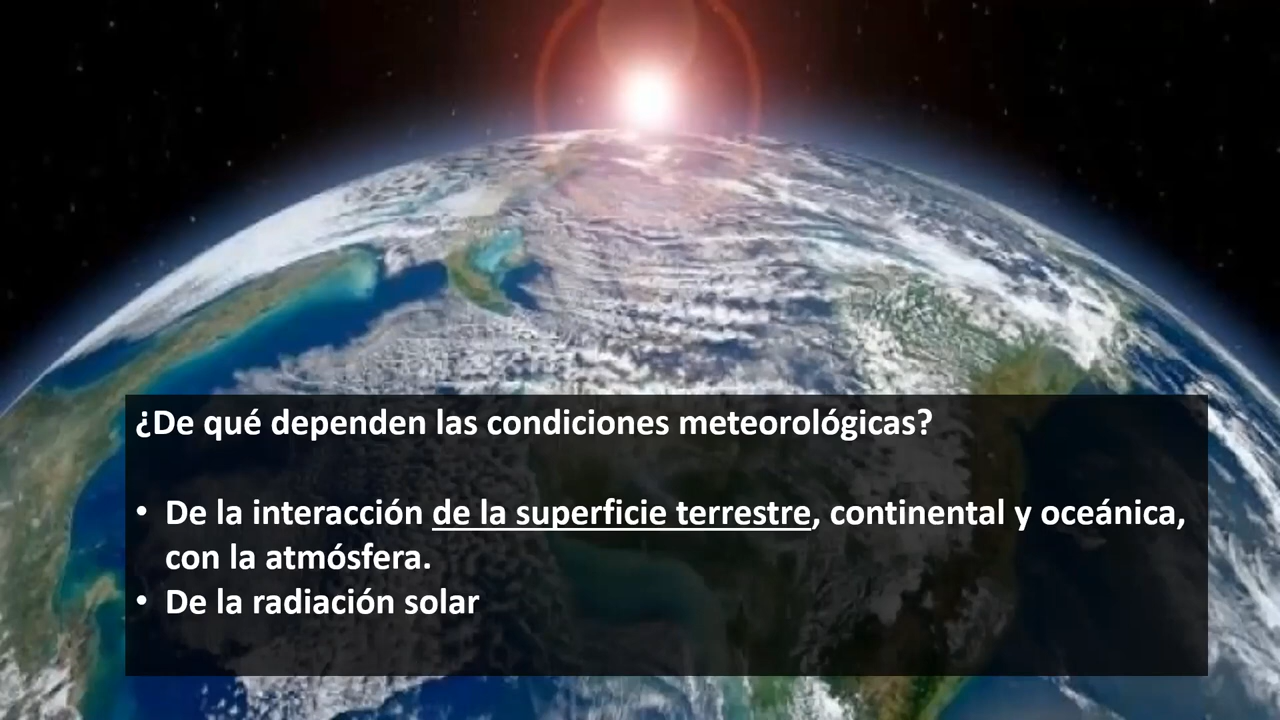 ¿De qué dependen las condiciones meteorológicas?
• De la interacción de la superficie terrestre, continental y oceánica,
con la atmósfera.
• De la radiación solar